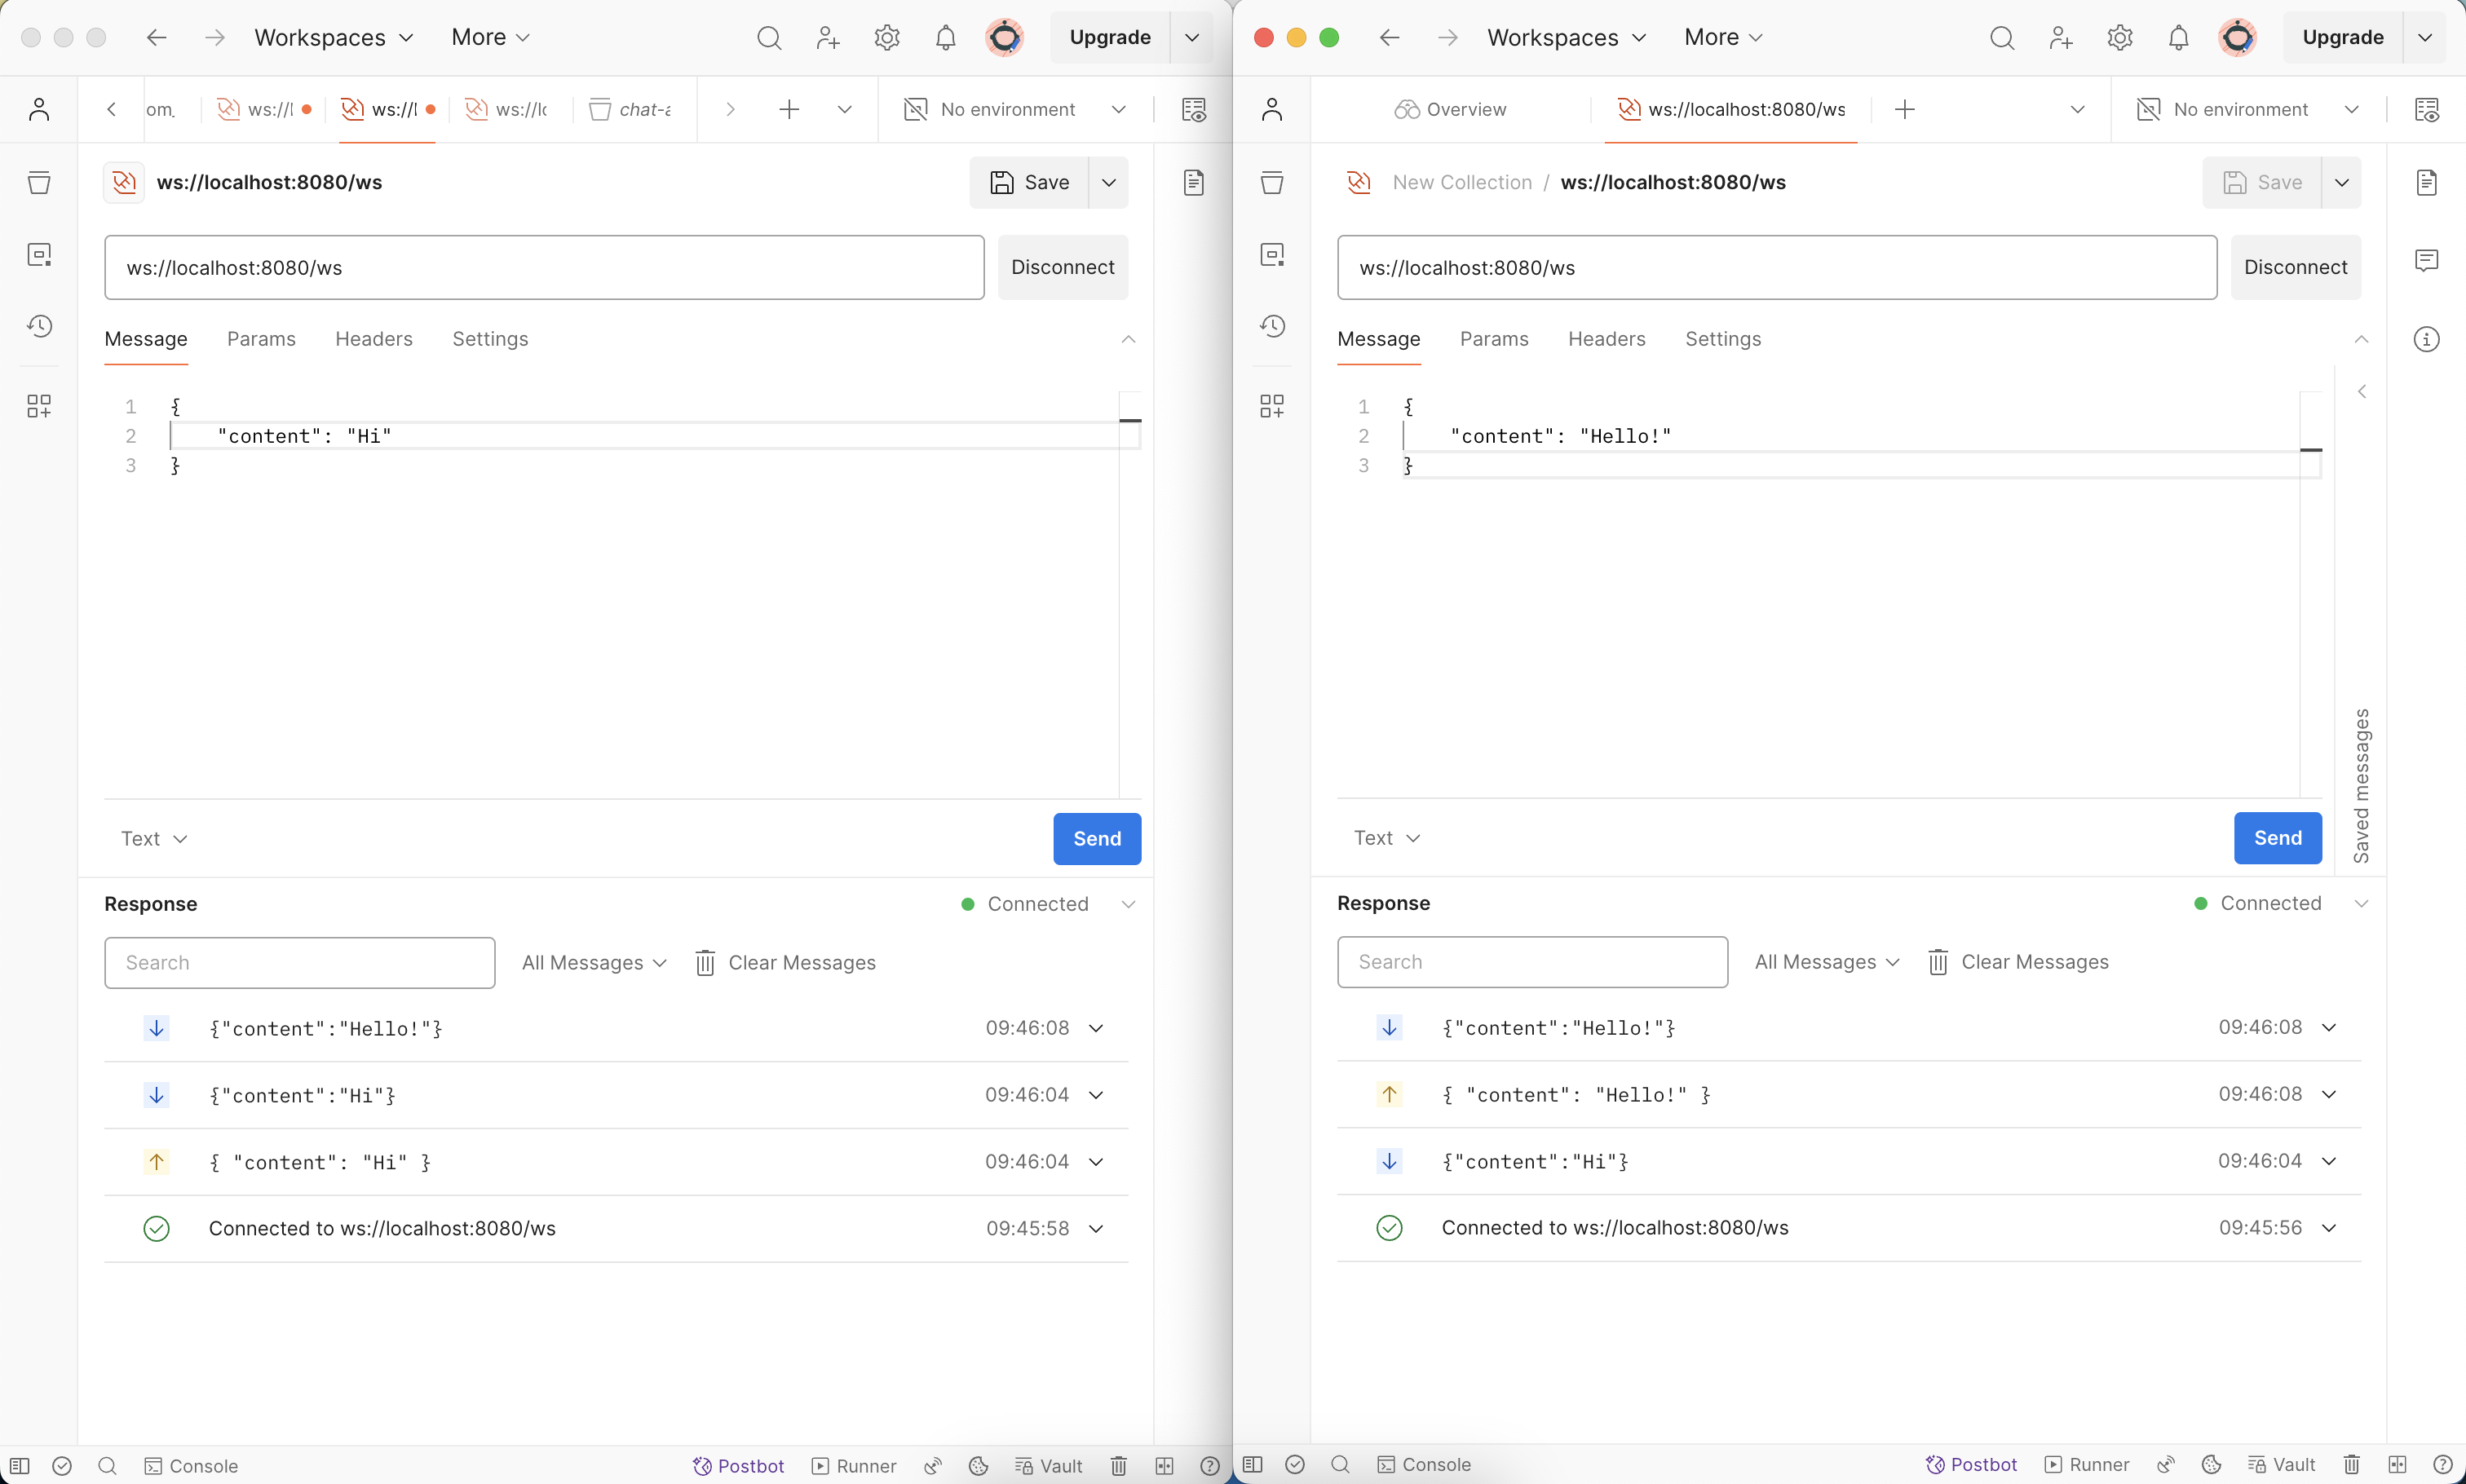 Workspaces More Upgrade
om_ ws://l ws://l ws://lc chat-a No environment
ws://localhost:8080/ws Save
ws://localhost:8080/ws Disconnect
Message Params Headers Settings
1 {
2 "content": "Hi"
3 }
Text Send
Response Connected
Search All Messages Clear Messages
{"content":"Hello!"} 09:46:08
{"content":"Hi"} 09:46:04
{ "content": "Hi" } 09:46:04
Connected to ws://localhost:8080/ws 09:45:58
Console Postbot Runner Vault
Workspaces More Upgrade
Overview ws://localhost:8080/ws No environment
New Collection / ws://localhost:8080/ws Save
ws://localhost:8080/ws Disconnect
Message Params Headers Settings
1 {
2 "content": "Hello!"
3 }
Saved messages
Text Send
Response Connected
Search All Messages Clear Messages
{"content":"Hello!"} 09:46:08
{ "content": "Hello!" } 09:46:08
{"content":"Hi"} 09:46:04
Connected to ws://localhost:8080/ws 09:45:56
Console Postbot Runner Vault